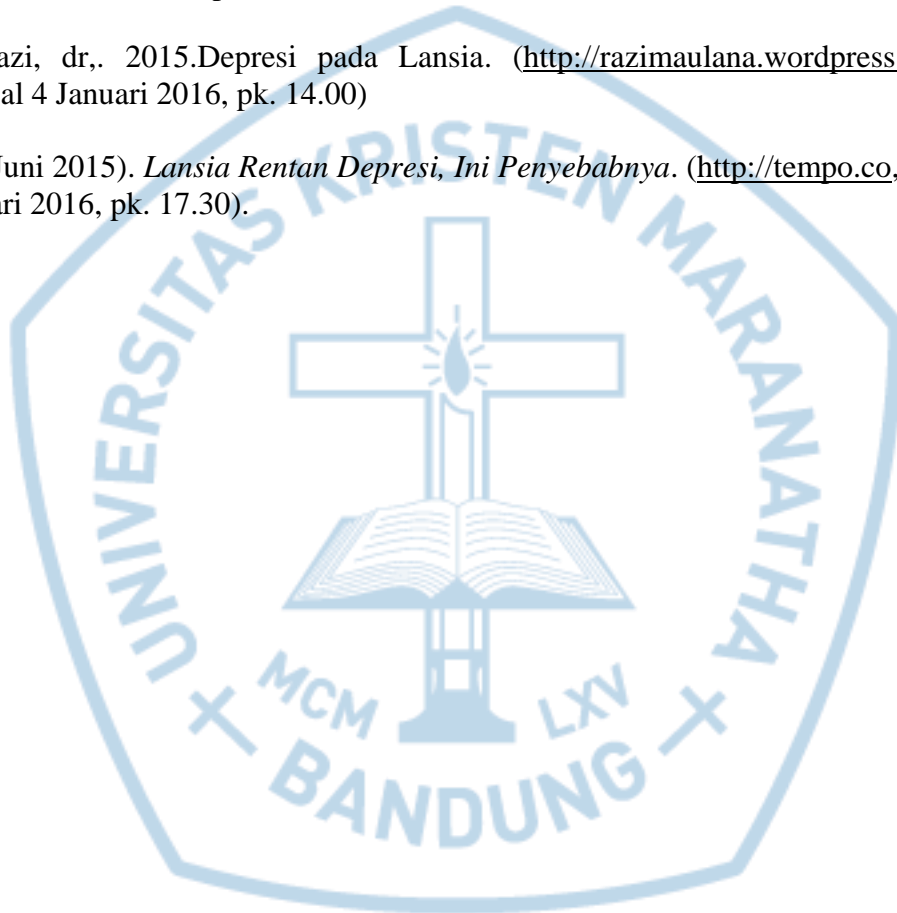 azi, dr,. 2015.Depresi pada Lansia. (http://razimaulana.wordpress.
al 4 Januari 2016, pk. 14.00)
Juni 2015). Lansia Rentan Depresi, Ini Penyebabnya. (http://tempo.co,
ari 2016, pk. 17.30).
UNIVERSITAS KRISTEN MARANATHA
MCM LXV
BANDUNG